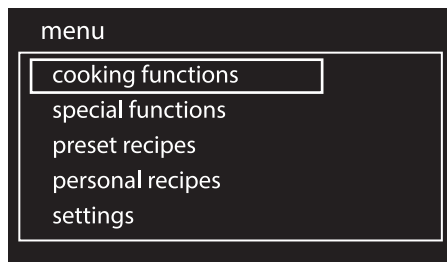 menu
cooking functions
special functions
preset recipes
personal recipes
settings